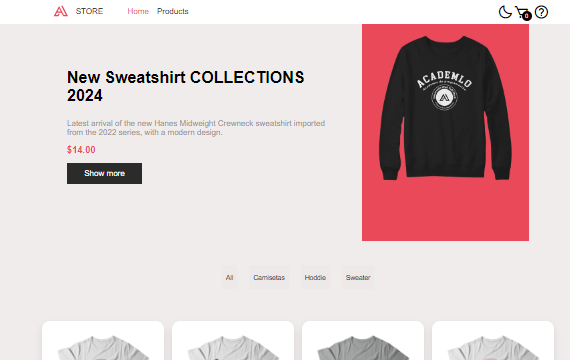 STORE Home Products
0
New Sweatshirt COLLECTIONS
2024
Latest arrival of the new Hanes Midweight Crewneck sweatshirt imported
from the 2022 series, with a modern design.
$14.00
Show more
ACADEMLO
All Camisetas Hoddie Sweater